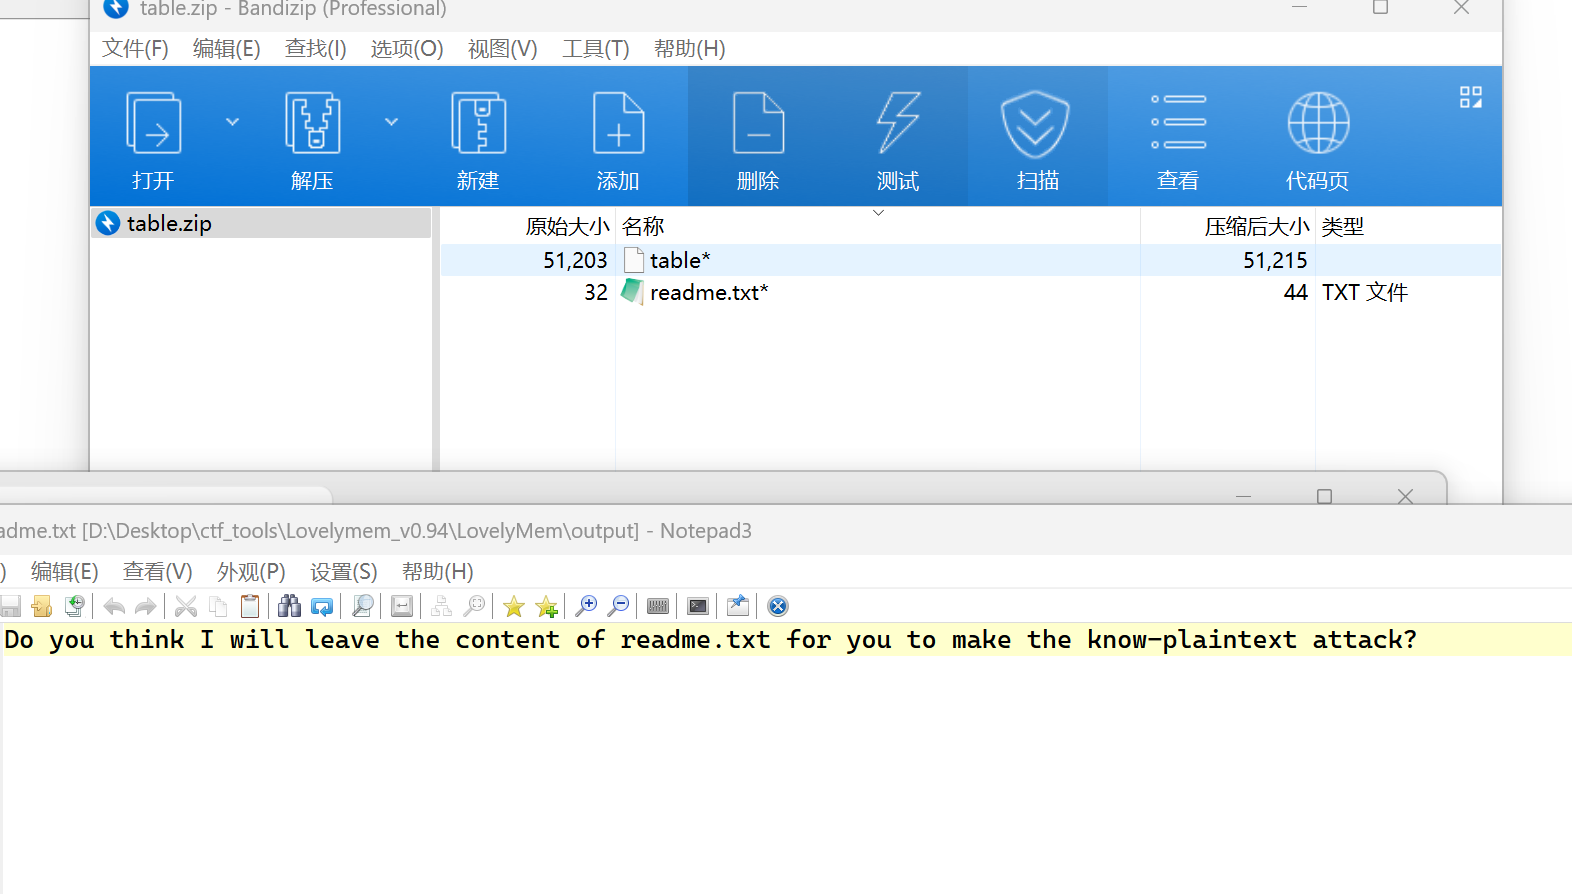 table.zip - Bandizip (Professional)
文件(F) 编辑(E) 查找(I) 选项(O) 视图(V) 工具(T) 帮助(H)
打开 解压 新建 添加 删除 测试 扫描 查看 代码页
table.zip
原始大小 名称 压缩后大小 类型
51,203 table* 51,215
32 readme.txt* 44 TXT 文件
adme.txt [D:\Desktop\ctf_tools\Lovelymem_v0.94\LovelyMem\output] - Notepad3
) 编辑(E) 查看(V) 外观(P) 设置(S) 帮助(H)
Do you think I will leave the content of readme.txt for you to make the know-plaintext attack?